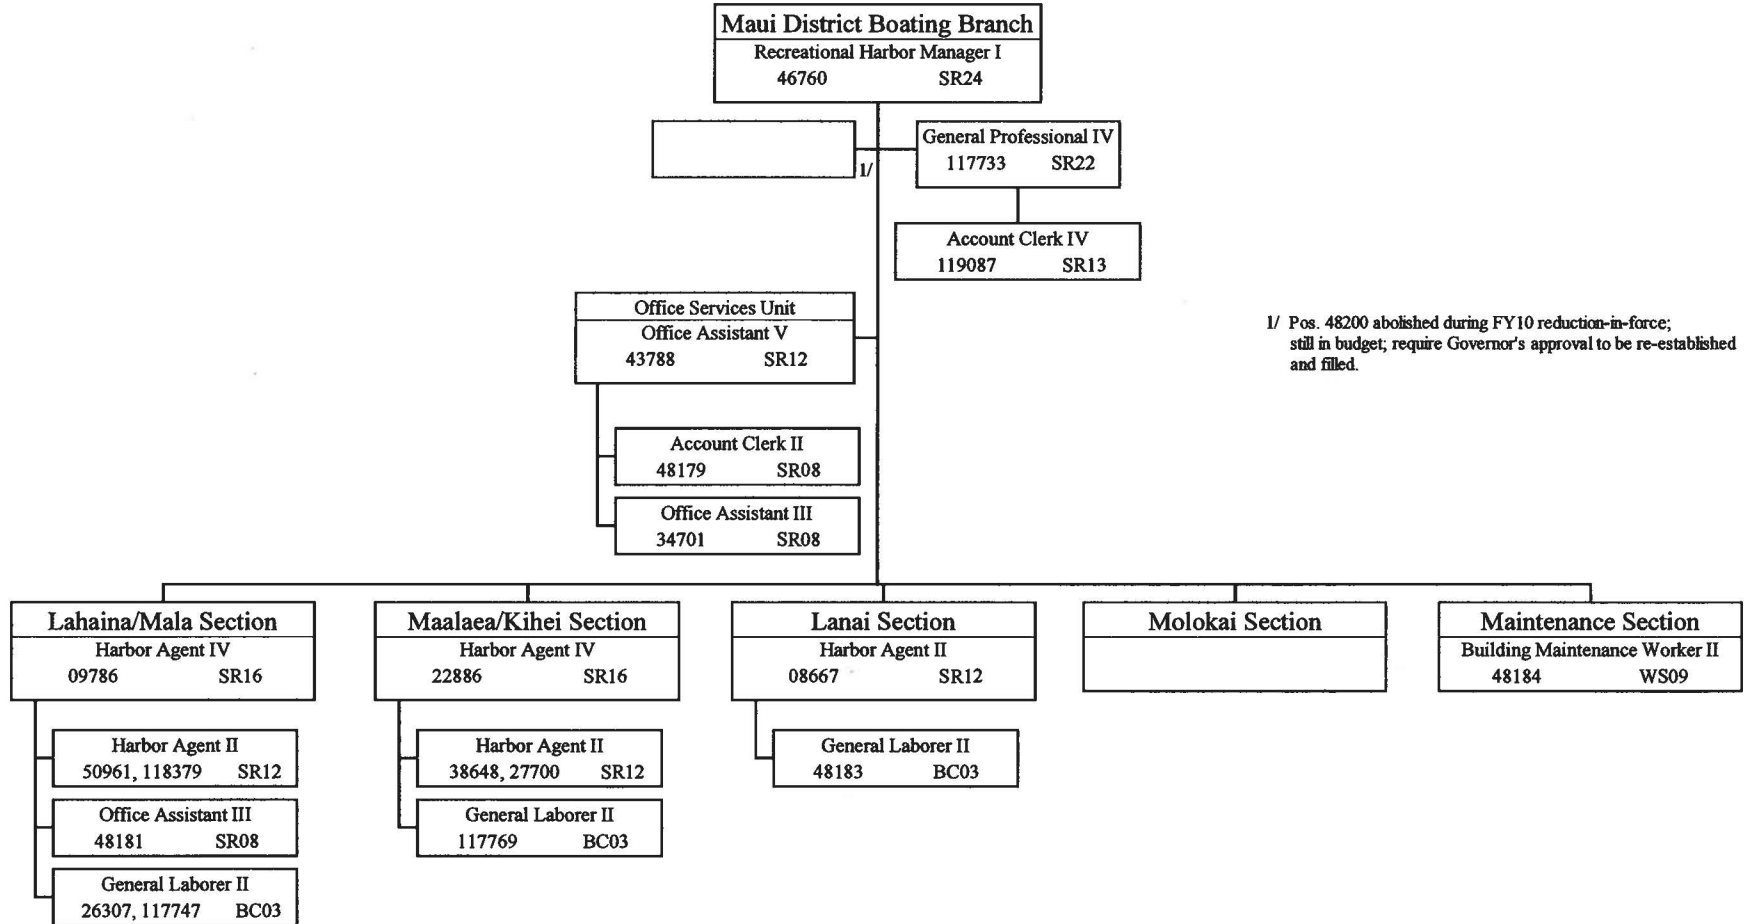 Maui District Boating Branch
Recreational Harbor Manager I
46760 SR24
General Professional IV
117733 SR22
1/
Account Clerk IV
119087 SR13
Office Services Unit
Office Assistant V
43788 SR12
1/ Pos. 48200 abolished during FY10 reduction-in-force;
still in budget; require Governor's approval to be re-established
and filled.
Account Clerk II
48179 SR08
Office Assistant III
34701 SR08
Lahaina/Mala Section
Harbor Agent IV
09786 SR16
Harbor Agent II
50961, 118379 SR12
Office Assistant III
48181 SR08
General Laborer II
26307, 117747 BC03
Maalaea/Kihei Section
Harbor Agent IV
22886 SR16
Harbor Agent II
38648, 27700 SR12
General Laborer II
117769 BC03
Lanai Section
Harbor Agent II
08667 SR12
General Laborer II
48183 BC03
Molokai Section
Maintenance Section
Building Maintenance Worker II
48184 WS09